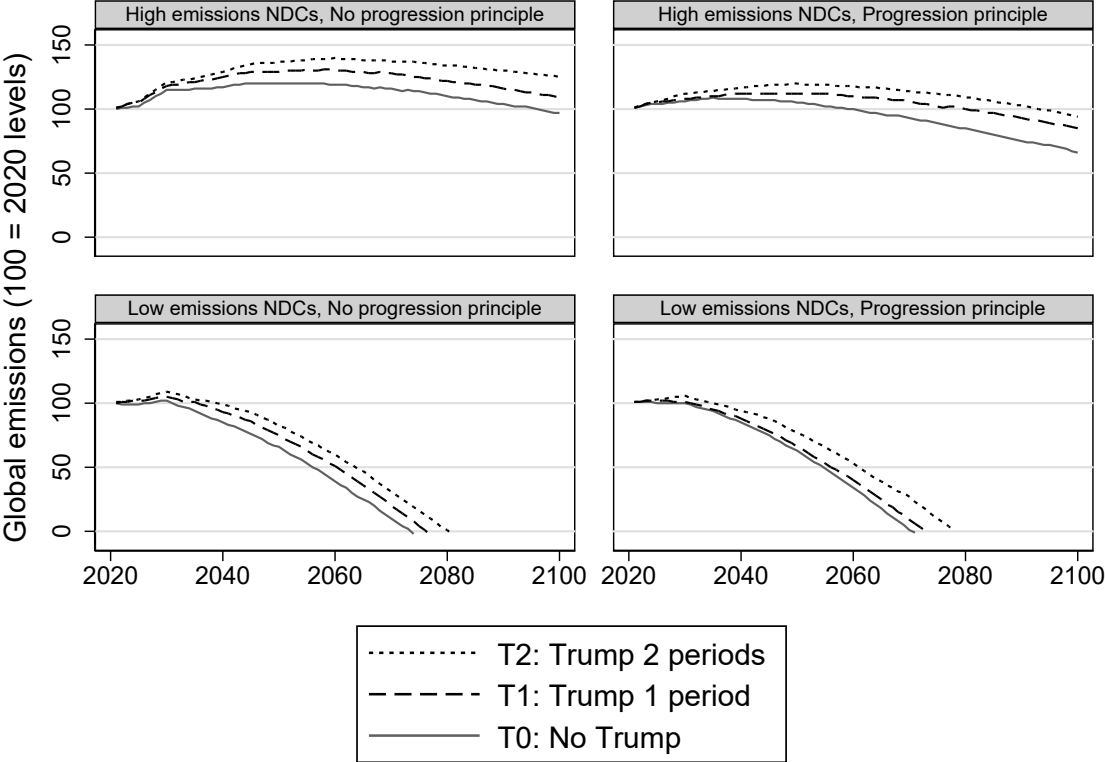 High emissions NDCs, No progression principle
High emissions NDCs, Progression principle
Global emissions (100 = 2020 levels)
150
100
50
0
Low emissions NDCs, No progression principle
Low emissions NDCs, Progression principle
150
100
50
0
2020 2040 2060 2080 2100
2020 2040 2060 2080 2100
T2: Trump 2 periods
T1: Trump 1 period
T0: No Trump